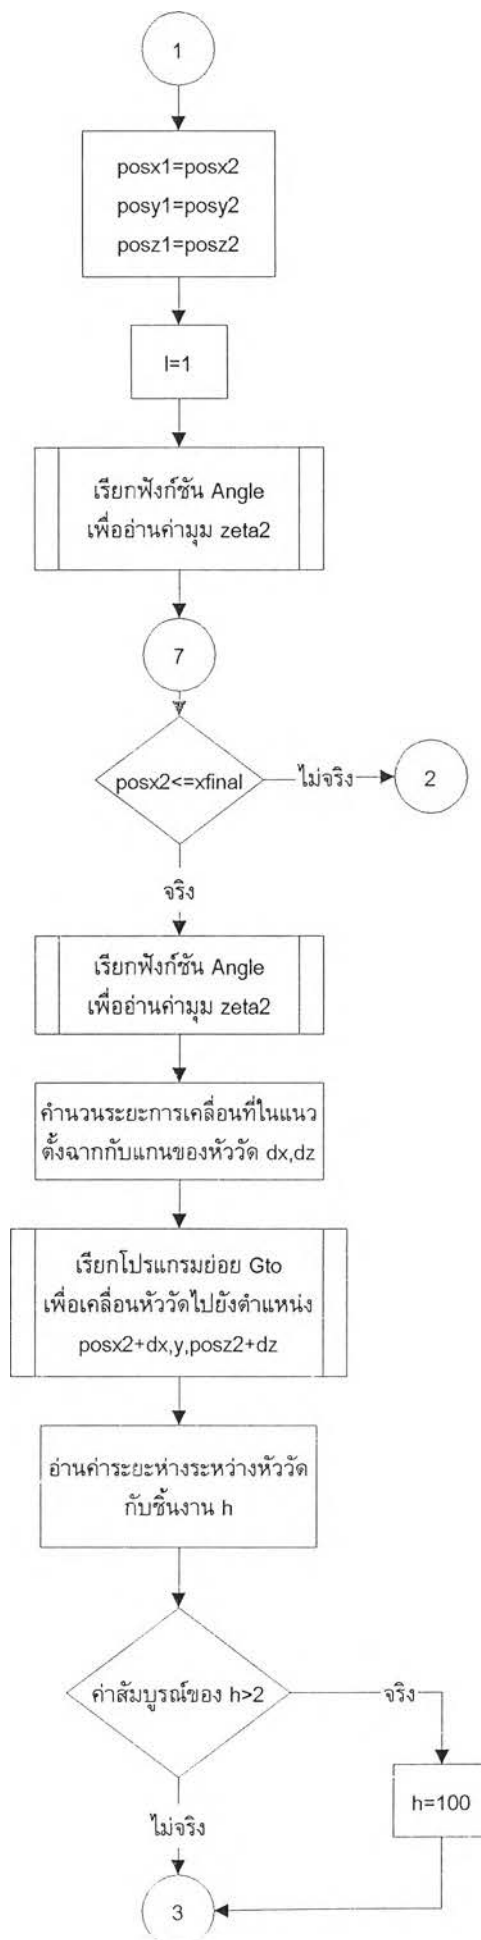 1
posx1=posx2
posy1=posy2
posz1=posz2
I=1
เรียกฟังก์ชัน Angle
เพื่ออ่านค่ามุม zeta2
7
posx2<=xfinal
ไม่จริง
2
จริง
เรียกฟังก์ชัน Angle
เพื่ออ่านค่ามุม zeta2
คำนวนระยะการเคลื่อนที่ในแนว
ตั้งฉากกับแกนของหัววัด dx,dz
เรียกโปรแกรมย่อย Gto
เพื่อเคลื่อนหัววัดไปยังตำแหน่ง
posx2+dx,y,posz2+dz
อ่านค่าระยะห่างระหว่างหัววัด
กับชิ้นงาน h
ค่าสัมบูรณ์ของ h>2
จริง
h=100
ไม่จริง
3